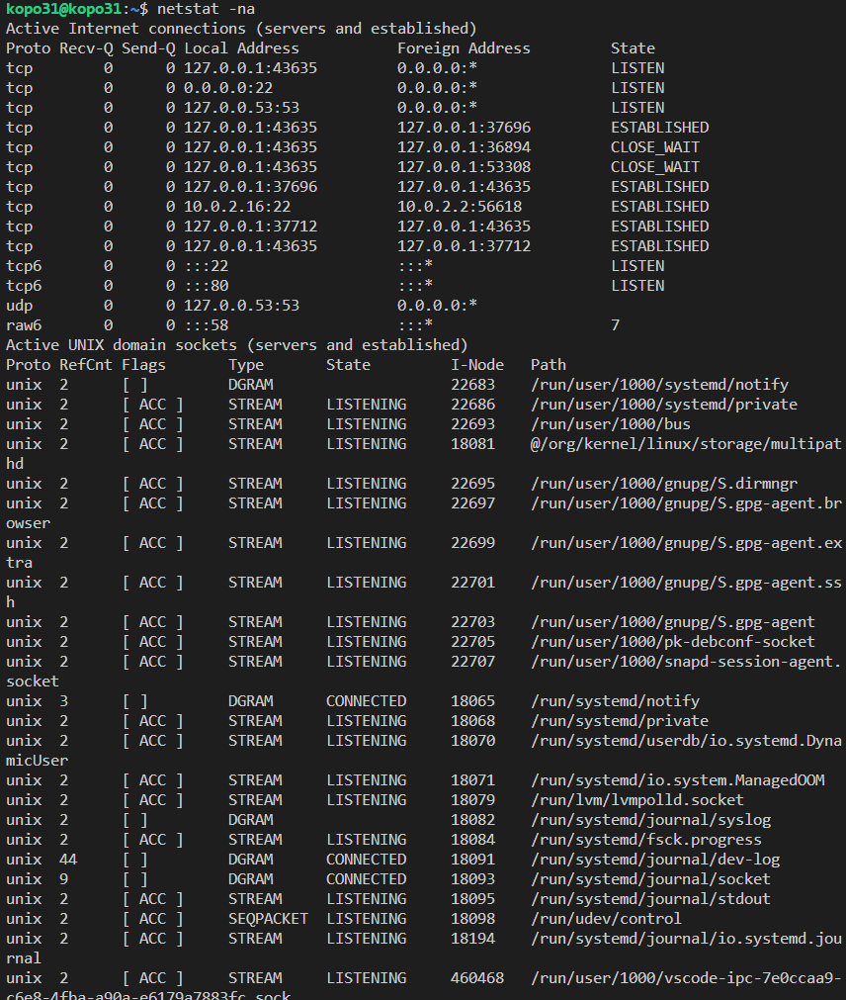 kopo31@kopo31:~$ netstat -na
Active Internet connections (servers and established)
Proto Recv-Q Send-Q Local Address           Foreign Address         State
tcp        0      0 127.0.0.1:43635         0.0.0.0:*               LISTEN
tcp        0      0 0.0.0.0:22              0.0.0.0:*               LISTEN
tcp        0      0 127.0.0.53:53           0.0.0.0:*               LISTEN
tcp        0      0 127.0.0.1:43635         127.0.0.1:37696         ESTABLISHED
tcp        0      0 127.0.0.1:43635         127.0.0.1:36894         CLOSE_WAIT
tcp        0      0 127.0.0.1:43635         127.0.0.1:53308         CLOSE_WAIT
tcp        0      0 127.0.0.1:37696         127.0.0.1:43635         ESTABLISHED
tcp        0      0 10.0.2.16:22            10.0.2.2:56618          ESTABLISHED
tcp        0      0 127.0.0.1:37712         127.0.0.1:43635         ESTABLISHED
tcp        0      0 127.0.0.1:43635         127.0.0.1:37712         ESTABLISHED
tcp6       0      0 :::22                   :::*                    LISTEN
tcp6       0      0 :::80                   :::*                    LISTEN
udp        0      0 127.0.0.53:53           0.0.0.0:*
raw6       0      0 :::58                   :::*                    7
Active UNIX domain sockets (servers and established)
Proto RefCnt Flags       Type       State         I-Node   Path
unix  2      [ ]         DGRAM                    22683    /run/user/1000/systemd/notify
unix  2      [ ACC ]     STREAM     LISTENING     22686    /run/user/1000/systemd/private
unix  2      [ ACC ]     STREAM     LISTENING     22693    /run/user/1000/bus
unix  2      [ ACC ]     STREAM     LISTENING     18081    @/org/kernel/linux/storage/multipat
hd
unix  2      [ ACC ]     STREAM     LISTENING     22695    /run/user/1000/gnupg/S.dirmngr
unix  2      [ ACC ]     STREAM     LISTENING     22697    /run/user/1000/gnupg/S.gpg-agent.br
owser
unix  2      [ ACC ]     STREAM     LISTENING     22699    /run/user/1000/gnupg/S.gpg-agent.ex
tra
unix  2      [ ACC ]     STREAM     LISTENING     22701    /run/user/1000/gnupg/S.gpg-agent.ss
h
unix  2      [ ACC ]     STREAM     LISTENING     22703    /run/user/1000/gnupg/S.gpg-agent
unix  2      [ ACC ]     STREAM     LISTENING     22705    /run/user/1000/pk-debconf-socket
unix  2      [ ACC ]     STREAM     LISTENING     22707    /run/user/1000/snapd-session-agent.
socket
unix  3      [ ]         DGRAM      CONNECTED     18065    /run/systemd/notify
unix  2      [ ACC ]     STREAM     LISTENING     18068    /run/systemd/private
unix  2      [ ACC ]     STREAM     LISTENING     18070    /run/systemd/userdb/io.systemd.Dyna
micUser
unix  2      [ ACC ]     STREAM     LISTENING     18071    /run/systemd/io.system.ManagedOOM
unix  2      [ ACC ]     STREAM     LISTENING     18079    /run/lvm/lvmpolld.socket
unix  2      [ ]         DGRAM                    18082    /run/systemd/journal/syslog
unix  2      [ ACC ]     STREAM     LISTENING     18084    /run/systemd/fsck.progress
unix  44     [ ]         DGRAM      CONNECTED     18091    /run/systemd/journal/dev-log
unix  9      [ ]         DGRAM      CONNECTED     18093    /run/systemd/journal/socket
unix  2      [ ACC ]     STREAM     LISTENING     18095    /run/systemd/journal/stdout
unix  2      [ ACC ]     SEQPACKET  LISTENING     18098    /run/udev/control
unix  2      [ ACC ]     STREAM     LISTENING     18194    /run/systemd/journal/io.systemd.jou
rnal
unix  2      [ ACC ]     STREAM     LISTENING     460468   /run/user/1000/vscode-ipc-7e0ccaa9-
c6e8-4fba-a90a-e6179a7883fc.sock